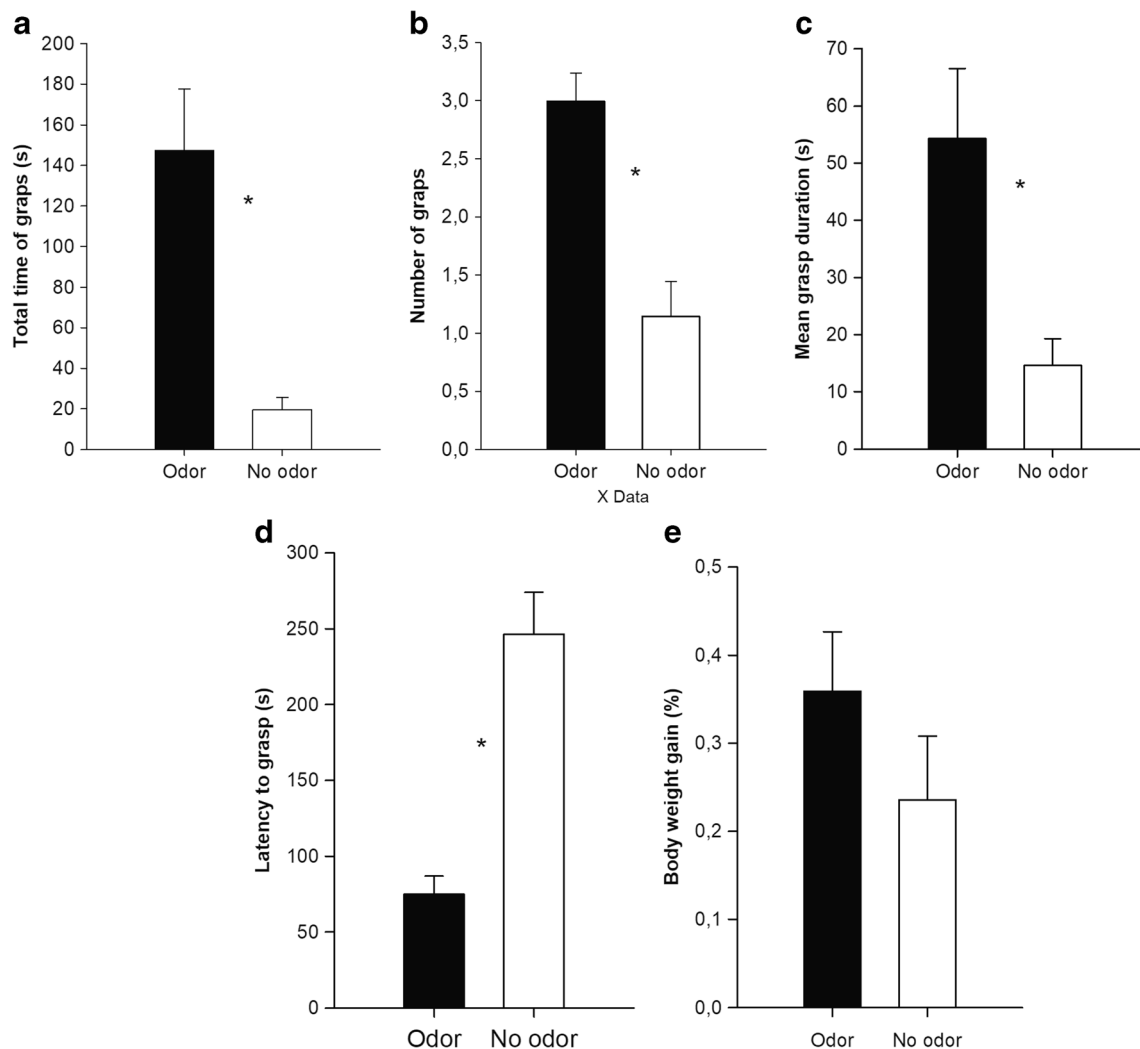 a
Total time of graps (s)
200
180
160
140
120
100
80
60
40
20
0
*
Odor No odor
b
Number of graps
3,5
3,0
2,5
2,0
1,5
1,0
0,5
0,0
*
Odor No odor
X Data
c
Mean grasp duration (s)
70
60
50
40
30
20
10
0
*
Odor No odor
d
Latency to grasp (s)
300
250
200
150
100
50
0
*
Odor No odor
e
Body weight gain (%)
0,5
0,4
0,3
0,2
0,1
0,0
Odor No odor